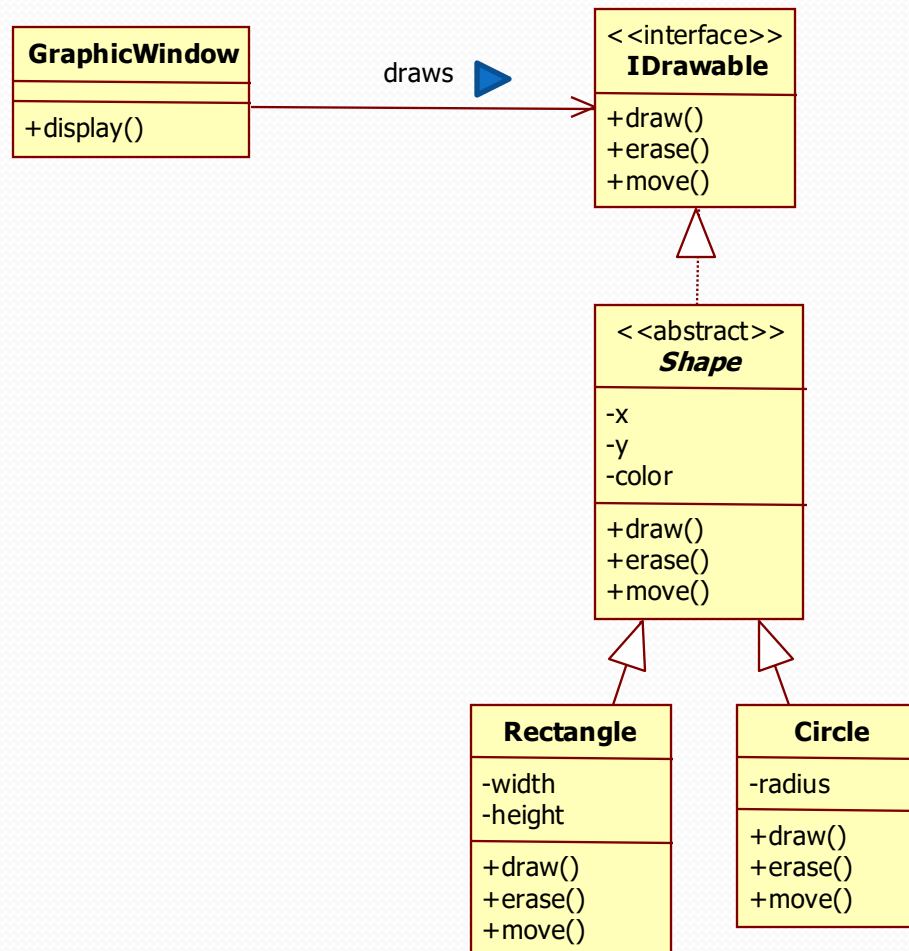 GraphicWindow
+display()
draws
<<interface>>
IDrawable
+draw()
+erase()
+move()
<<abstract>>
Shape
-x
-y
-color
+draw()
+erase()
+move()
Rectangle
-width
-height
+draw()
+erase()
+move()
Circle
-radius
+draw()
+erase()
+move()